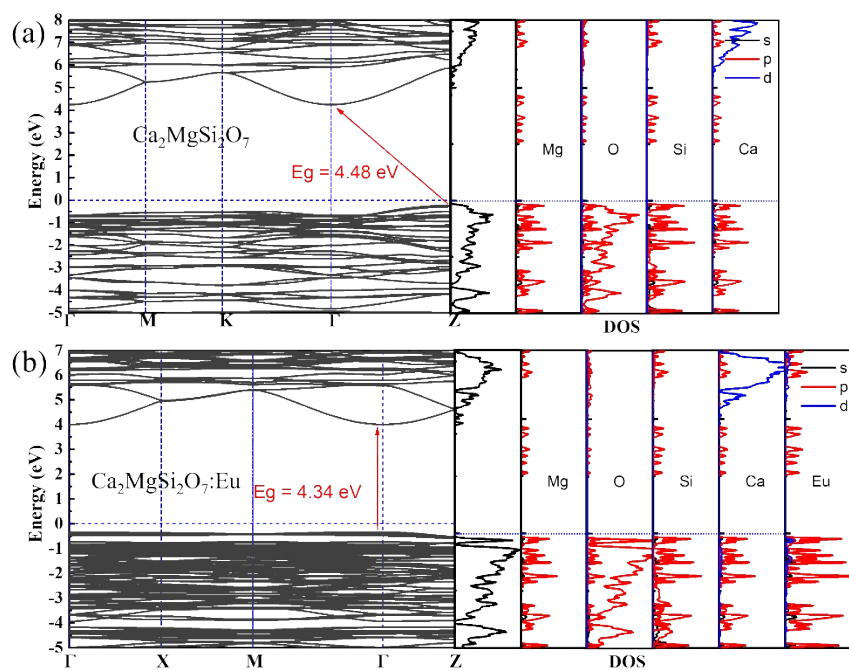 (a)
8
7
6
5
4
3
2
1
0
-1
-2
-3
-4
-5
Energy (eV)
Ca₂MgSi₂O₇
Eg = 4.48 eV
Mg
O
Si
Ca
s
p
d
Γ
M
K
Γ
Z
DOS
(b)
7
6
5
4
3
2
1
0
-1
-2
-3
-4
-5
Energy (eV)
Ca₂MgSi₂O₇:Eu
Eg = 4.34 eV
Mg
O
Si
Ca
Eu
s
p
d
Γ
X
M
Γ
Z
DOS